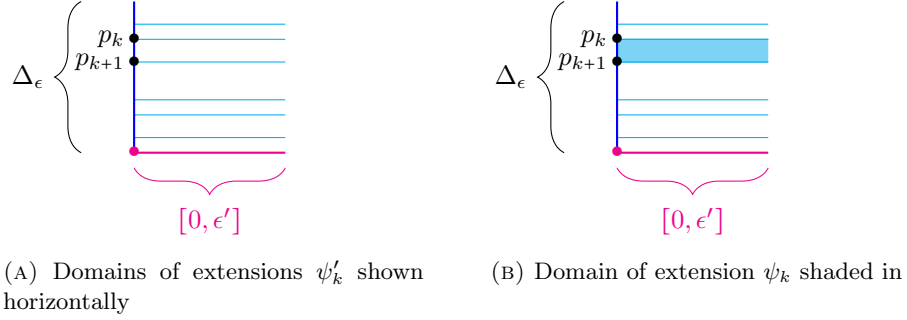 p_k
p_{k+1}
Δ_ϵ
[0, ϵ′]
(A) Domains of extensions ψ′_k shown
horizontally
p_k
p_{k+1}
Δ_ϵ
[0, ϵ′]
(B) Domain of extension ψ_k shaded in